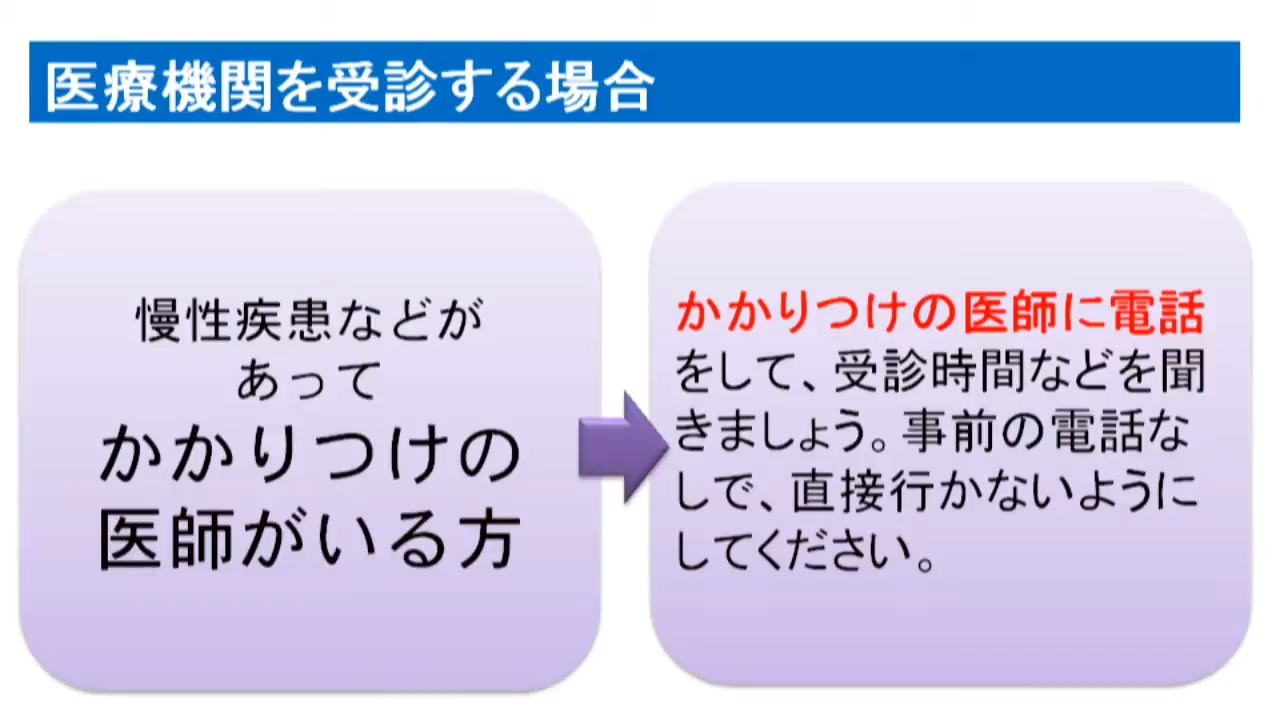 医療機関を受診する場合
慢性疾患などが
あって
かかりつけの
医師がいる方
かかりつけの医師に電話
をして、受診時間などを聞
きましょう。事前の電話な
しで、直接行かないように
してください。